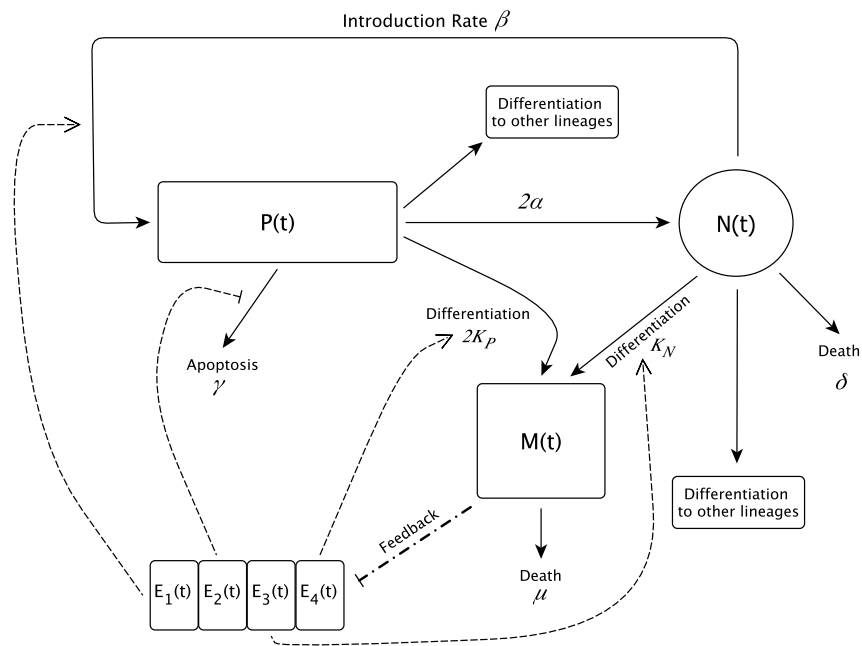 Introduction Rate β
Differentiation
to other lineages
P(t)
2α
N(t)
Differentiation
2K_P
Differentiation
K_N
Apoptosis
γ
Death
δ
M(t)
Differentiation
to other lineages
Feedback
Death
μ
E_1(t) E_2(t) E_3(t) E_4(t)